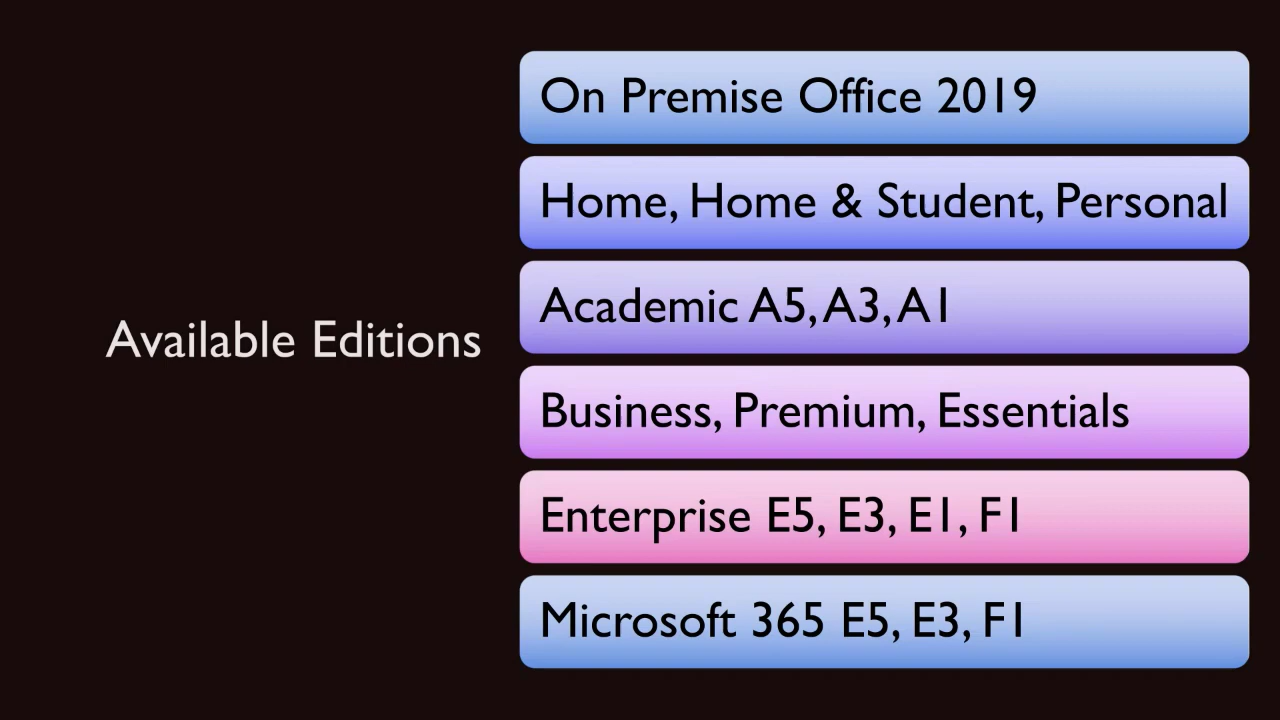 Available Editions
On Premise Office 2019
Home, Home & Student, Personal
Academic A5, A3, A1
Business, Premium, Essentials
Enterprise E5, E3, E1, F1
Microsoft 365 E5, E3, F1